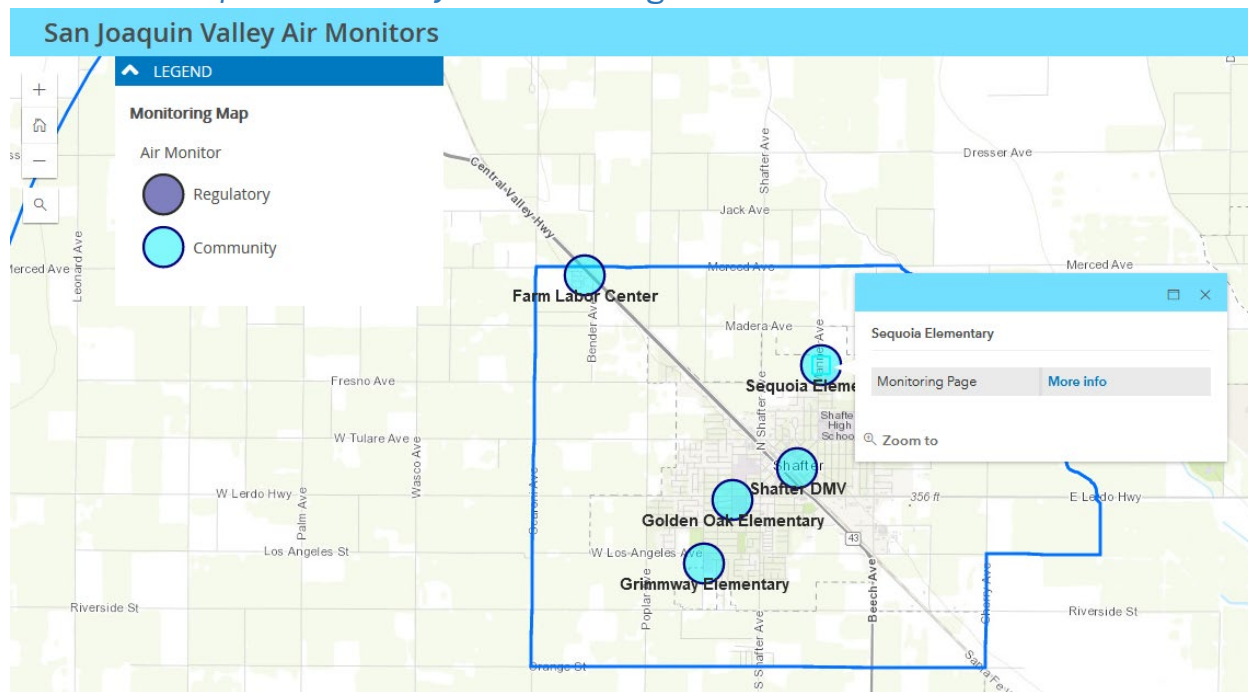 San Joaquin Valley Air Monitors
LEGEND
Monitoring Map
Air Monitor
Regulatory
Community
Central-Valley-Hwy
Shafter Ave
Dresser Ave
Jack Ave
Leonard Ave
Merced Ave
Merced Ave
Farm Labor Center
Bender Ave
Madera Ave
Sequoia Elementary
Monitoring Page More info
Zoom to
Fresno Ave
Sequoia Eleme
N Shafter Ave
Shafte
High
Schoo
W Tulare Ave
Wasco Ave
Shafter
Shafter DMV
W Lerdo Hwy
Palm Ave
356 ft
E Lerdo Hwy
Golden Oak Elementary
43
Los Angeles St
W Los Angeles Ave
Grimmway Elementary
Poplar Ave
Beech-Ave
Cherry Ave
Riverside St
Riverside St
S Shafter Ave
Orange St